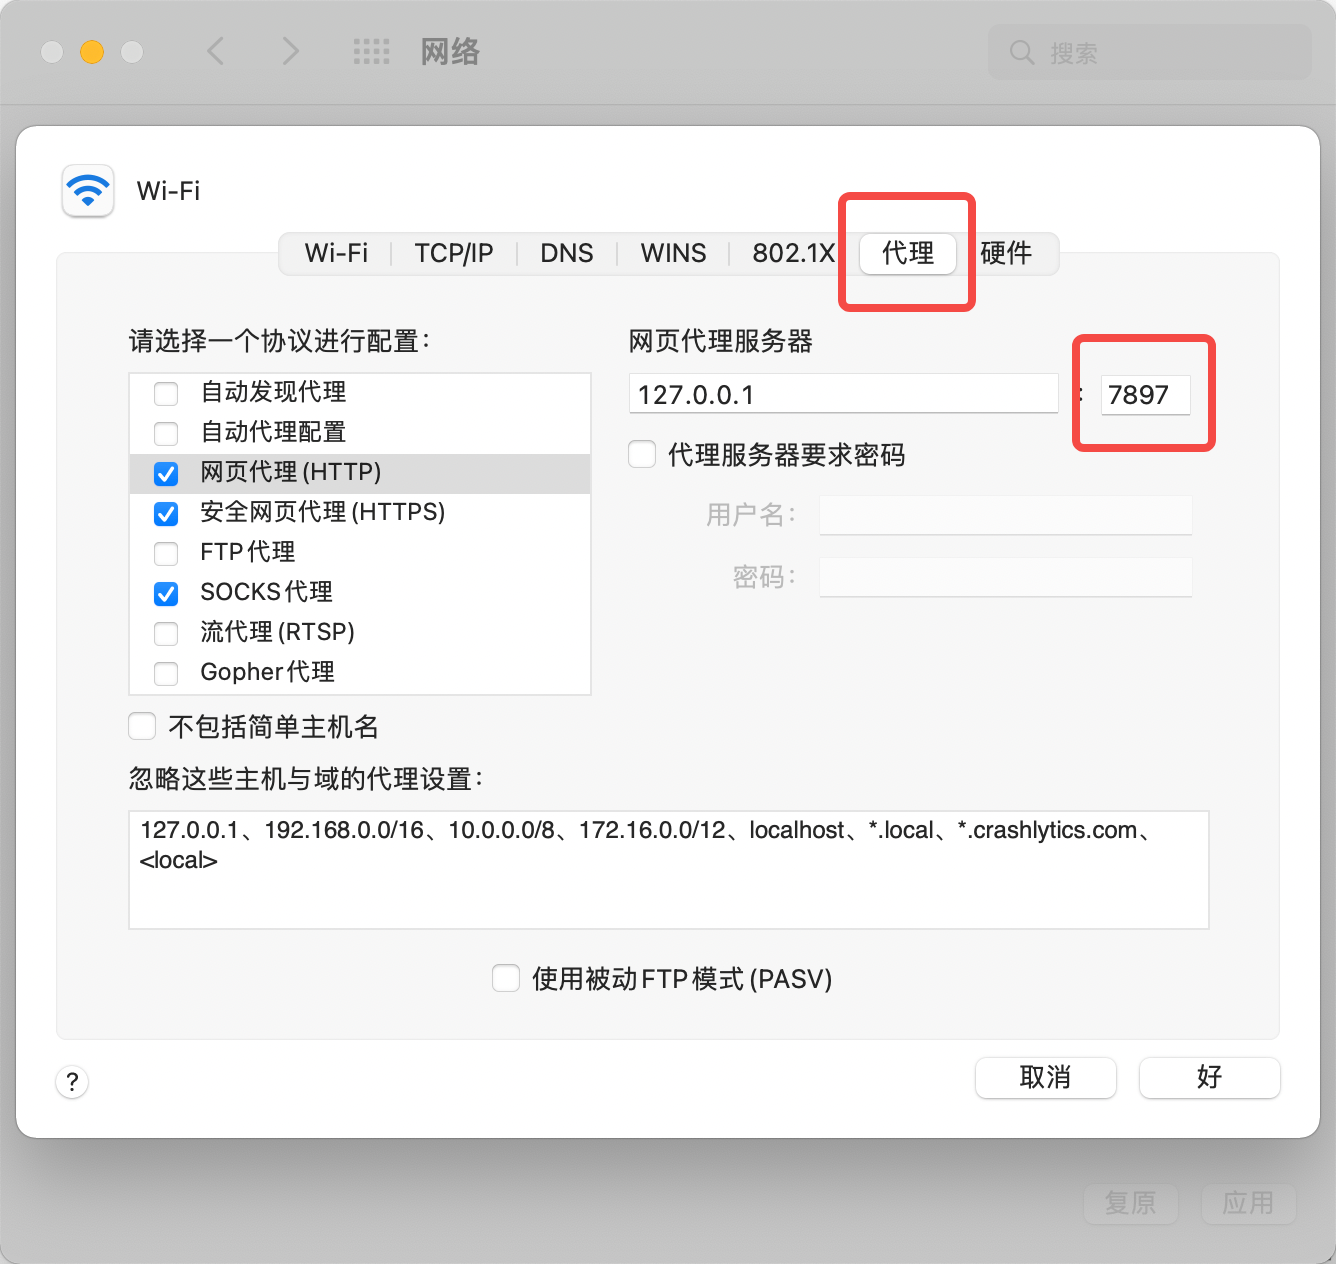 网络
搜索
Wi-Fi
Wi-Fi
TCP/IP
DNS
WINS
802.1X
代理
硬件
请选择一个协议进行配置：
网页代理服务器
自动发现代理
自动代理配置
网页代理(HTTP)
安全网页代理(HTTPS)
FTP代理
SOCKS代理
流代理(RTSP)
Gopher代理
127.0.0.1 : 7897
代理服务器要求密码
用户名：
密码：
不包括简单主机名
忽略这些主机与域的代理设置：
127.0.0.1、192.168.0.0/16、10.0.0.0/8、172.16.0.0/12、localhost、*.local、*.crashlytics.com、
<local>
使用被动FTP模式(PASV)
?
取消
好
复原
应用